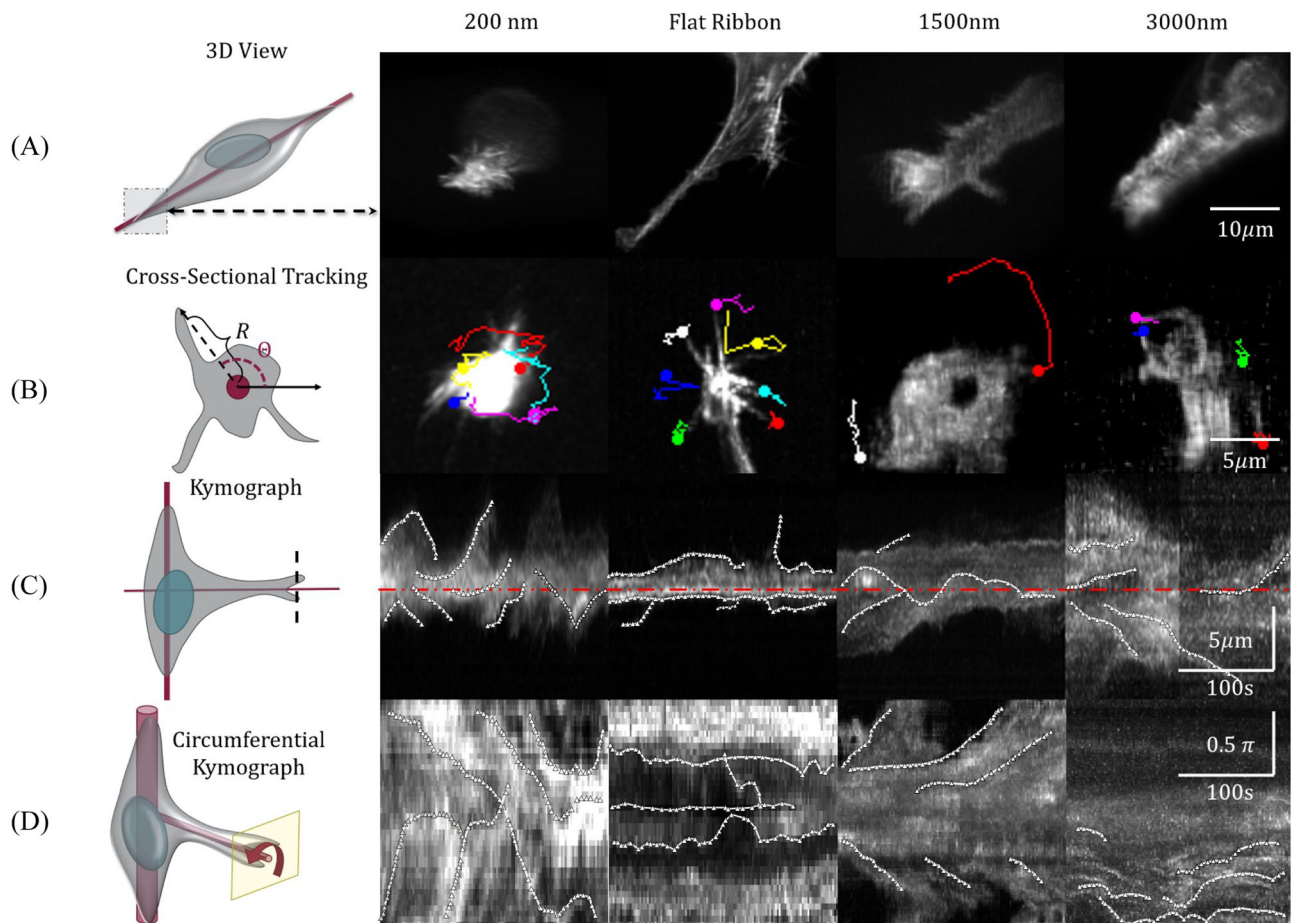 200 nm
Flat Ribbon
1500nm
3000nm
3D View
(A)
10μm
Cross-Sectional Tracking
R
Θ
(B)
5μm
Kymograph
(C)
5μm
100s
Circumferential
Kymograph
0.5 π
100s
(D)